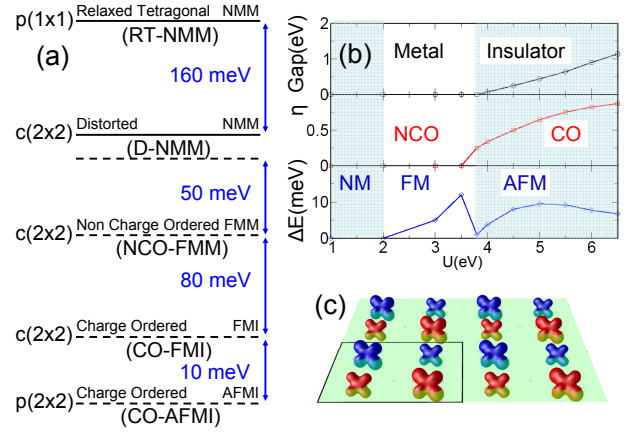 p(1x1) Relaxed Tetragonal NMM
(RT-NMM)
(a)
160 meV
c(2x2) Distorted NMM
(D-NMM)
50 meV
c(2x2) Non Charge Ordered FMM
(NCO-FMM)
80 meV
c(2x2) Charge Ordered FMI
(CO-FMI)
10 meV
p(2x2) Charge Ordered AFMI
(CO-AFMI)
(b) Metal Insulator
Gap(eV)
1
0
NCO CO
η
0.5
0
NM FM AFM
ΔE(meV)
10
0
1 2 3 4 5 6
U(eV)
(c)